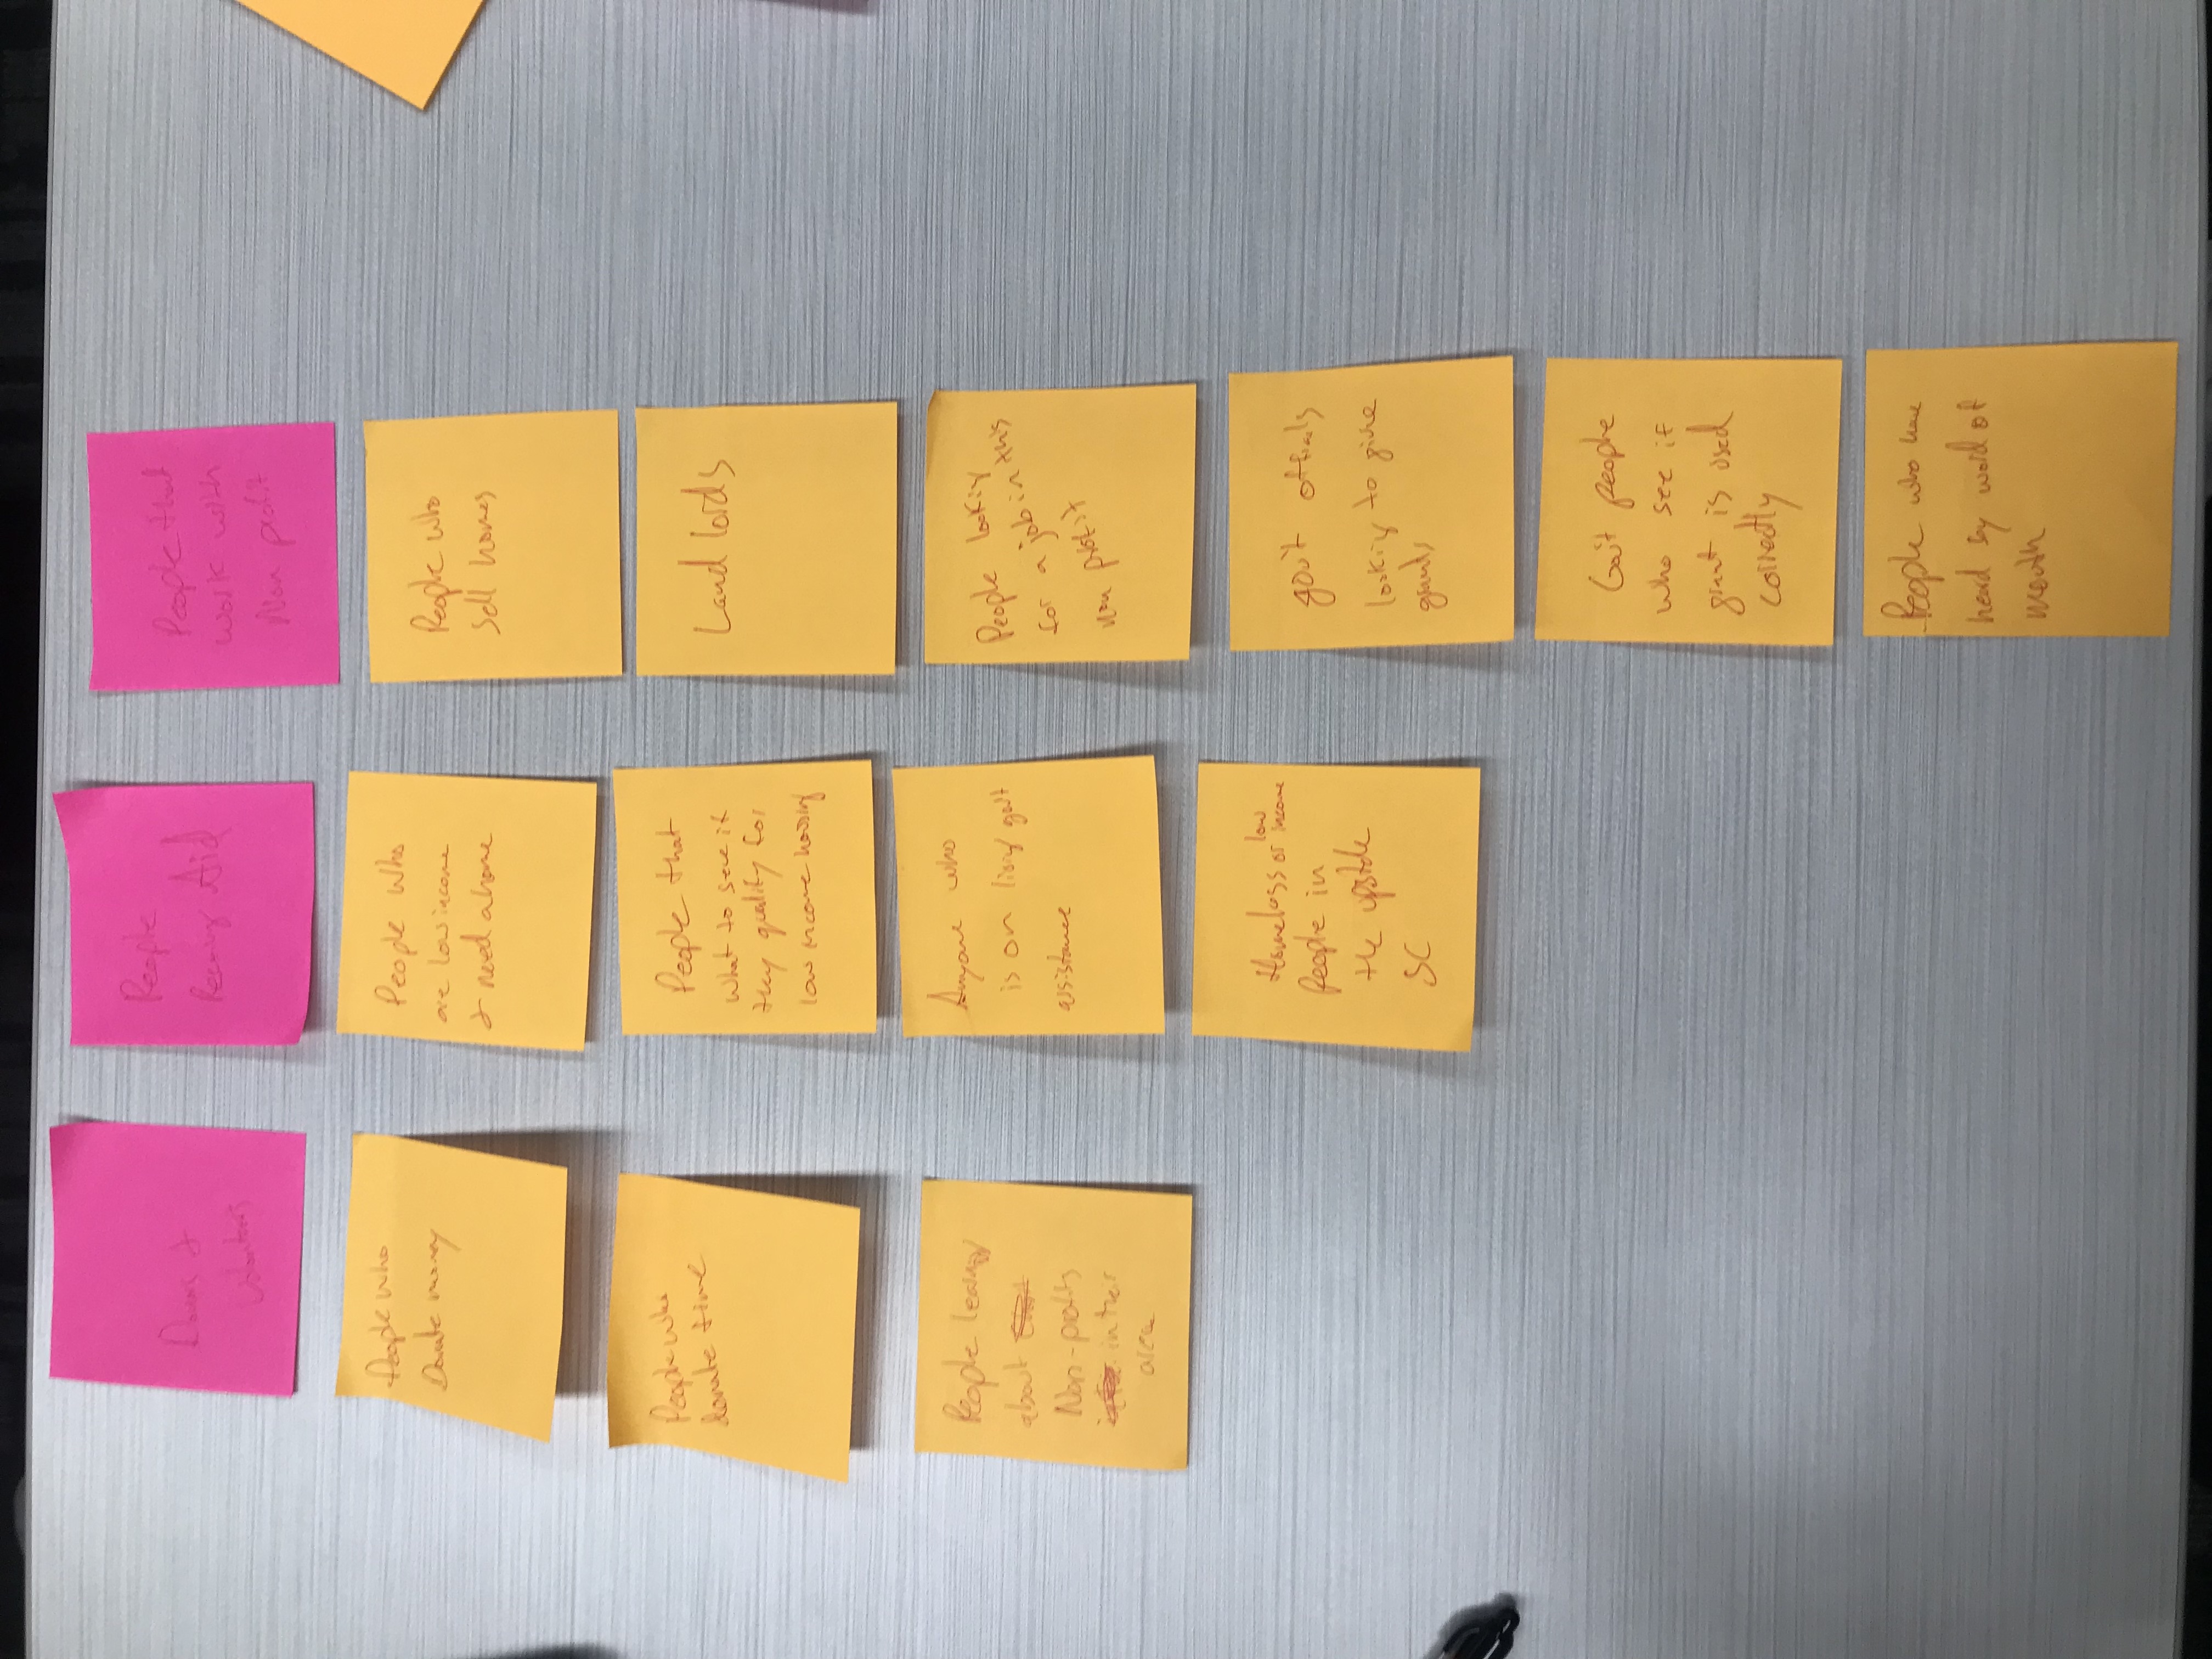 Donors &
Volunteers
People who
Donate money
People who
donate time
People learning
about
Non-profits
in their
area
People
Reciving Aid
People who
are low income
& need a home
People that
what to see if
they qualify for
low income housing
Anyone who
is on living gov't
assistance
Homeless or low
income
People in
the upstate
SC
People that
work with
Non profit
People who
sell homes
Land lords
People looking
for a job in this
non profit
gov't officials
looking to give
grants
Gov't people
who see if
grant is used
correctly
People who have
heard by word of
mouth